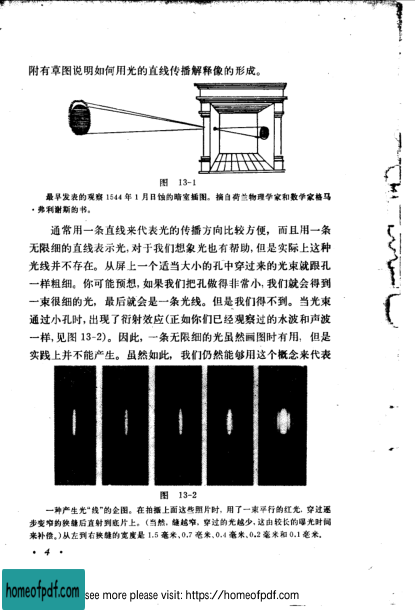 附有草图说明如何用光的直线传播解释像的形成。
图 13-1
最早发表的观察 1544 年 1 月日蚀的暗室插图。摘自荷兰物理学家和数学家格马
·弗利谢斯的书。
通常用一条直线来代表光的传播方向比较方便，而且用一条
无限细的直线表示光，对于我们想象光也有帮助，但是实际上这种
光线并不存在。从屏上一个适当大小的孔中穿过来的光束就跟孔
一样粗细。你可能预想，如果我们把孔做得非常小，我们就会得到
一束很细的光，最后就会是一条光线。但是我们得不到。当光束
通过小孔时，出现了衍射效应（正如你们已经观察过的水波和声波
一样，见图 13-2）。因此，一条无限细的光虽然画图时有用，但是
实践上并不能产生。虽然如此，我们仍然能够用这个概念来代表
图 13-2
一种产生光“线”的企图。在拍摄上面这些照片时，用了一束平行的红光，穿过逐
步变窄的狭缝后直射到底片上。（当然，缝越窄，穿过的光越少，这由较长的曝光时间
来补偿。）从左到右狭缝的宽度是 1.5 毫米、0.7 毫米、0.4 毫米、0.2 毫米和 0.1 毫米。
· 4 ·
homeofpdf.com
see more please visit: https://homeofpdf.com